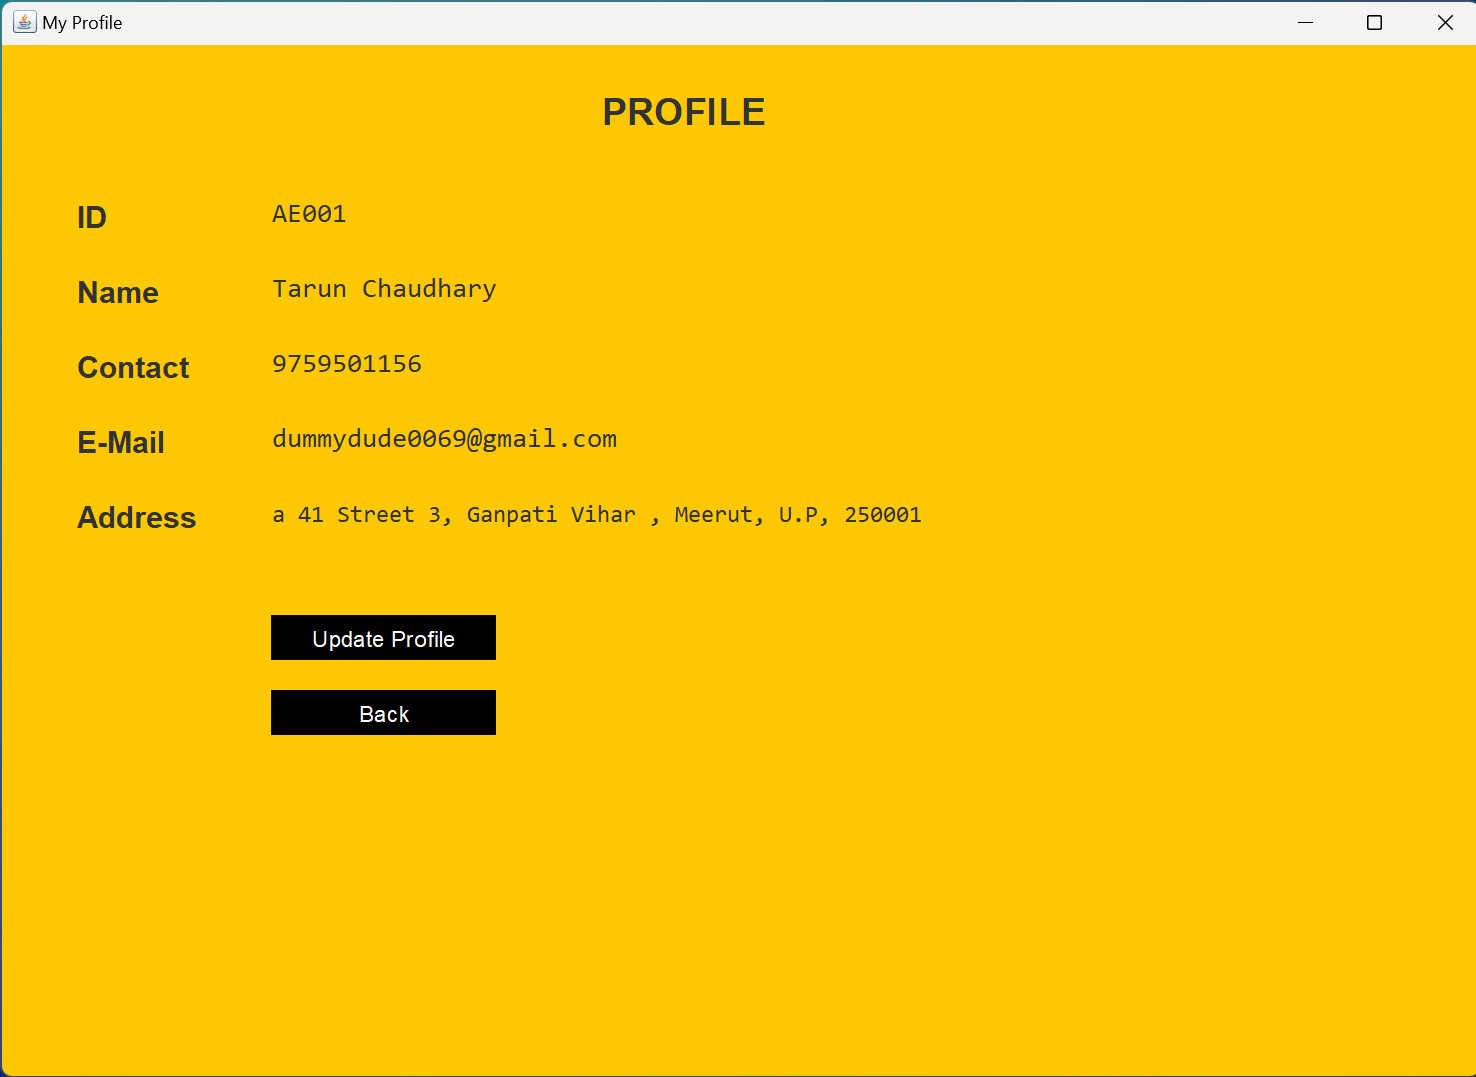 My Profile
PROFILE
ID AE001
Name Tarun Chaudhary
Contact 9759501156
E-Mail dummydude0069@gmail.com
Address a 41 Street 3, Ganpati Vihar , Meerut, U.P, 250001
Update Profile
Back